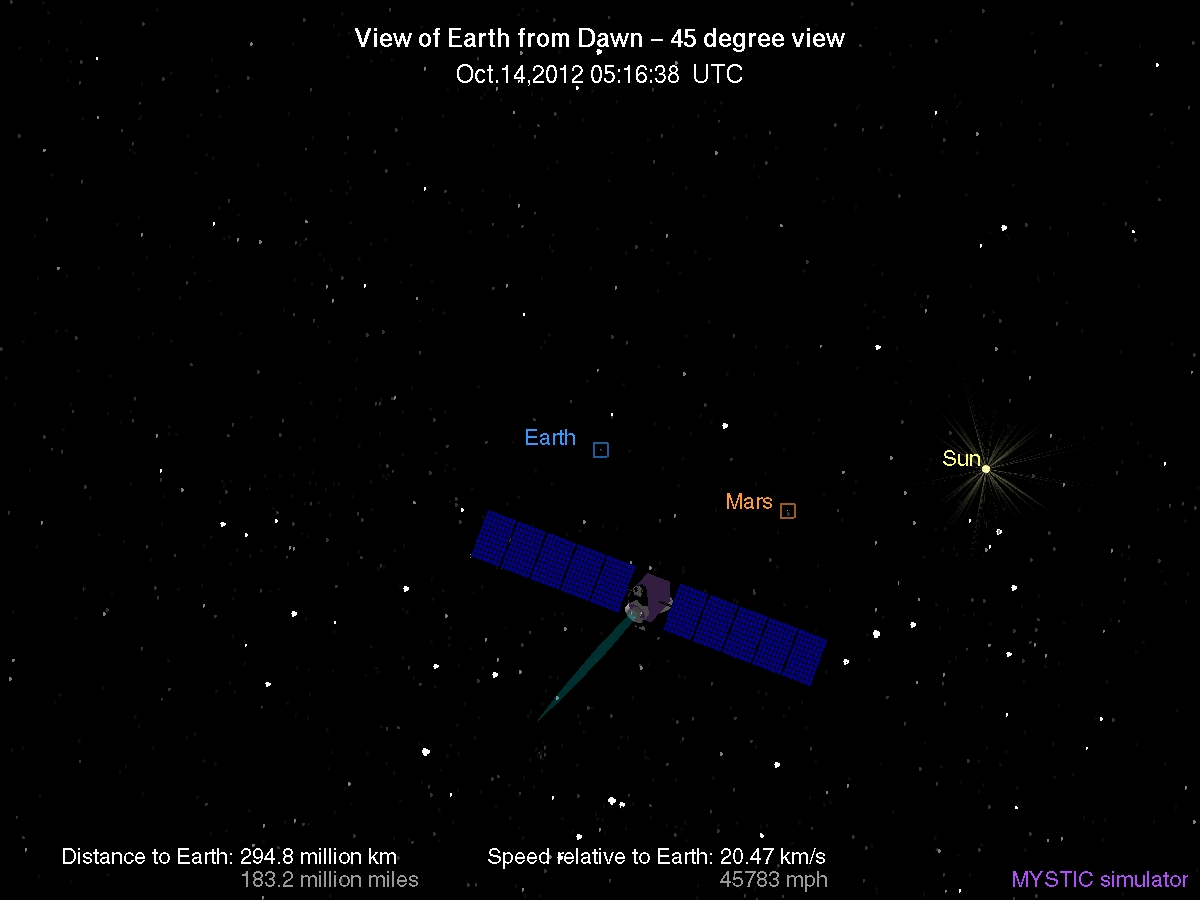 View of Earth from Dawn – 45 degree view
Oct.14,2012 05:16:38 UTC
Earth
Sun
Mars
Distance to Earth: 294.8 million km
183.2 million miles
Speed relative to Earth: 20.47 km/s
45783 mph
MYSTIC simulator